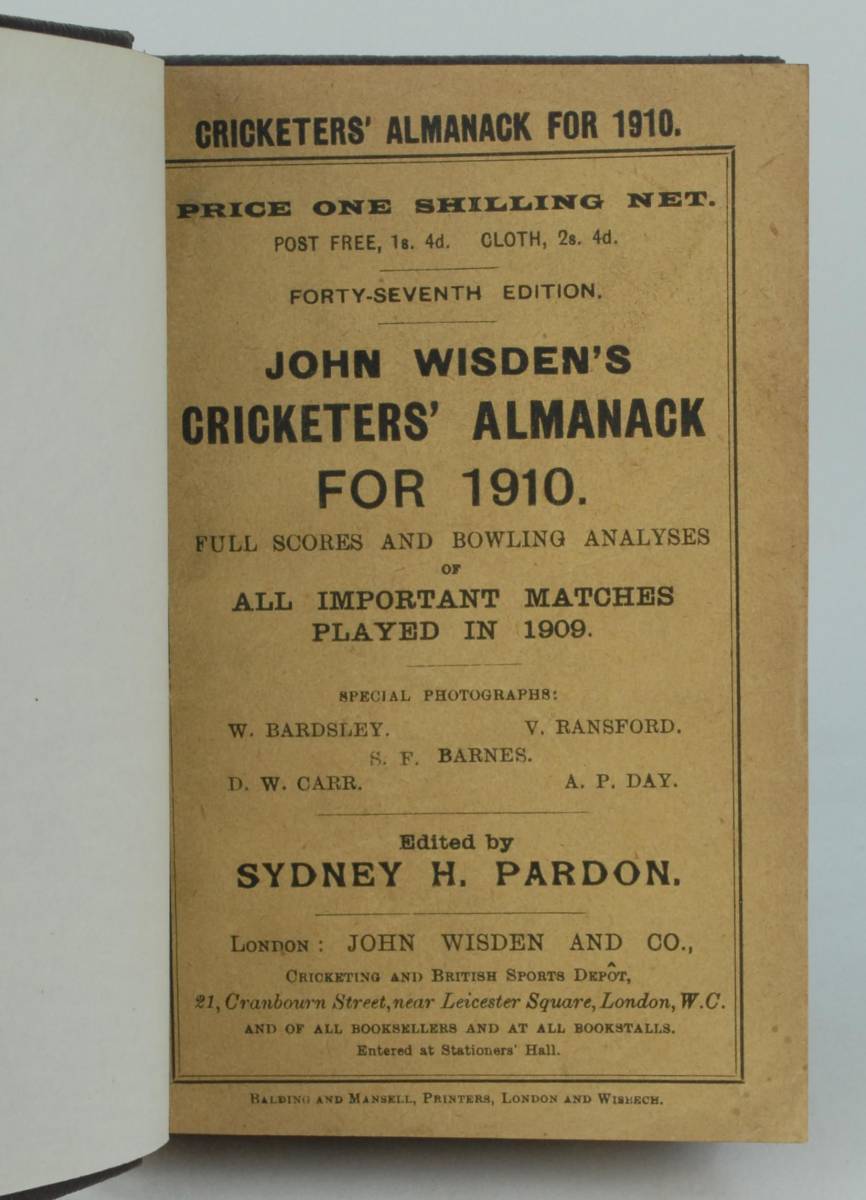 CRICKETERS' ALMANACK FOR 1910.
PRICE ONE SHILLING NET.
POST FREE, 1s. 4d. CLOTH, 2s. 4d.
FORTY-SEVENTH EDITION.
JOHN WISDEN'S
CRICKETERS' ALMANACK
FOR 1910.
FULL SCORES AND BOWLING ANALYSES
OF
ALL IMPORTANT MATCHES
PLAYED IN 1909.
SPECIAL PHOTOGRAPHS:
W. BARDSLEY. V. RANSFORD.
S. F. BARNES.
D. W. CARR. A. P. DAY.
Edited by
SYDNEY H. PARDON.
LONDON: JOHN WISDEN AND CO.,
CRICKETING AND BRITISH SPORTS DEPÔT,
21, Cranbourn Street, near Leicester Square, London, W.C.
AND OF ALL BOOKSELLERS AND AT ALL BOOKSTALLS.
Entered at Stationers' Hall.
BALDING AND MANSELL, PRINTERS, LONDON AND WISBECH.